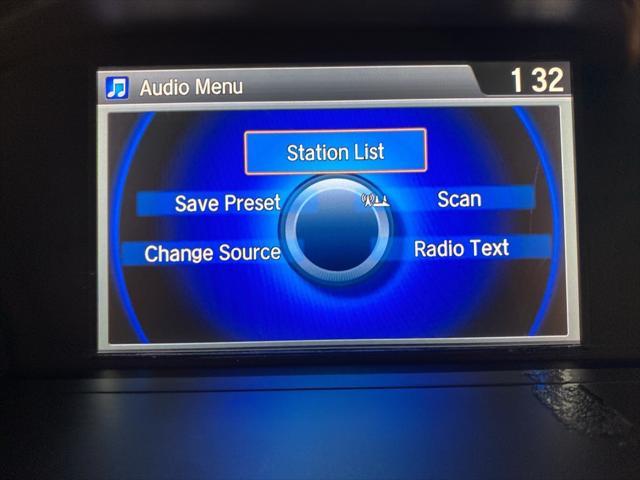 Audio Menu
1 32
Station List
Save Preset
Scan
Change Source
Radio Text